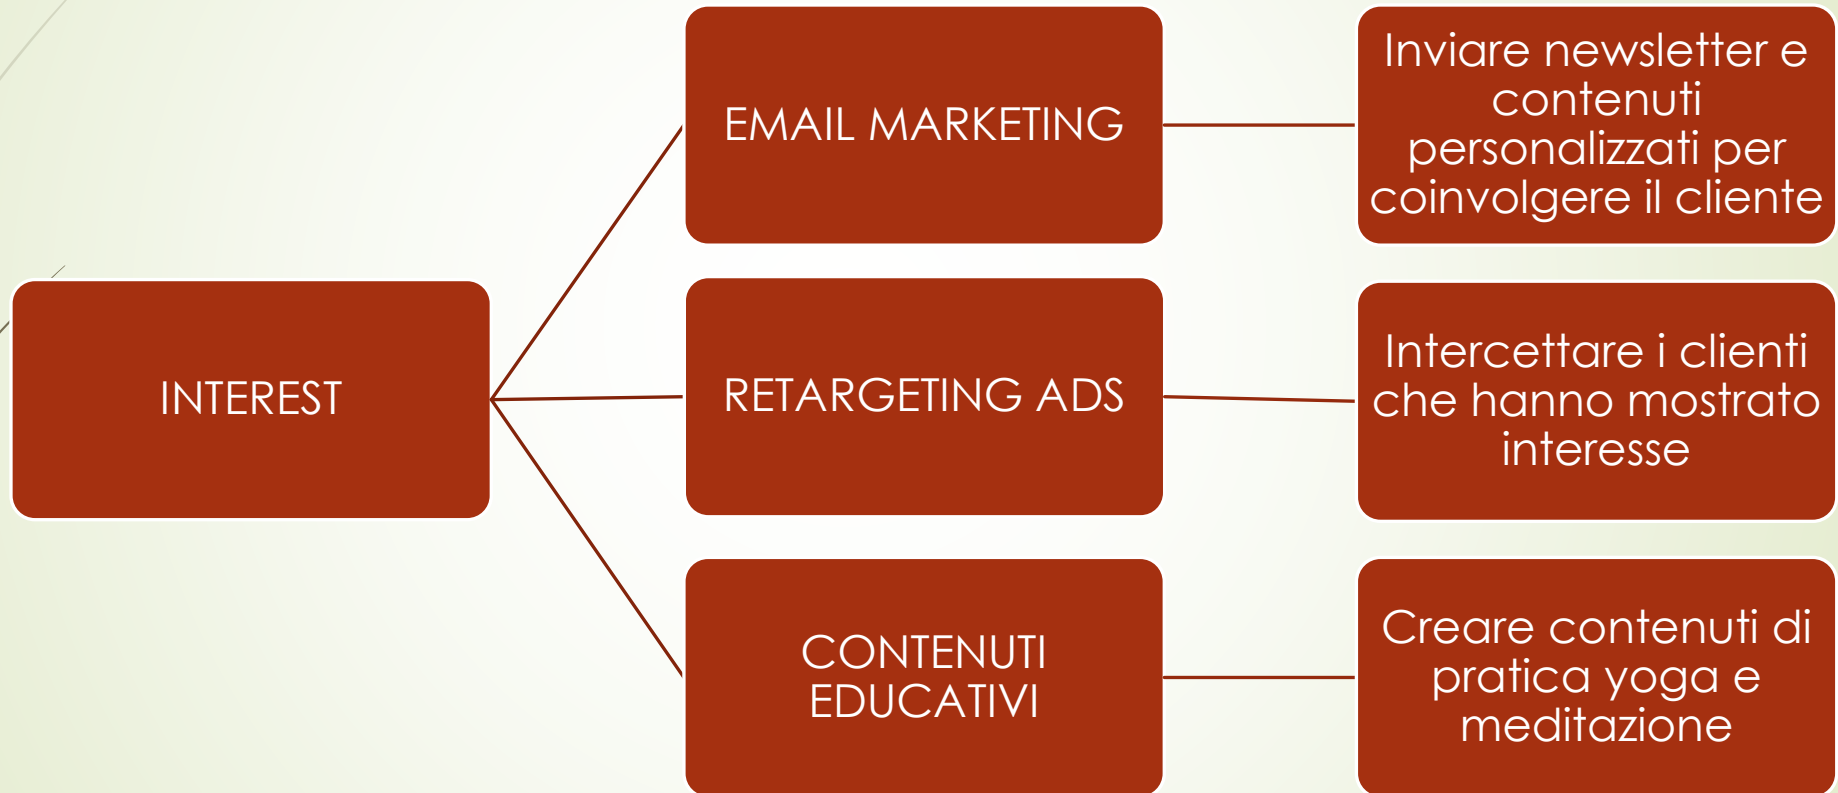 INTEREST
EMAIL MARKETING
Inviare newsletter e
contenuti
personalizzati per
coinvolgere il cliente
RETARGETING ADS
Intercettare i clienti
che hanno mostrato
interesse
CONTENUTI
EDUCATIVI
Creare contenuti di
pratica yoga e
meditazione